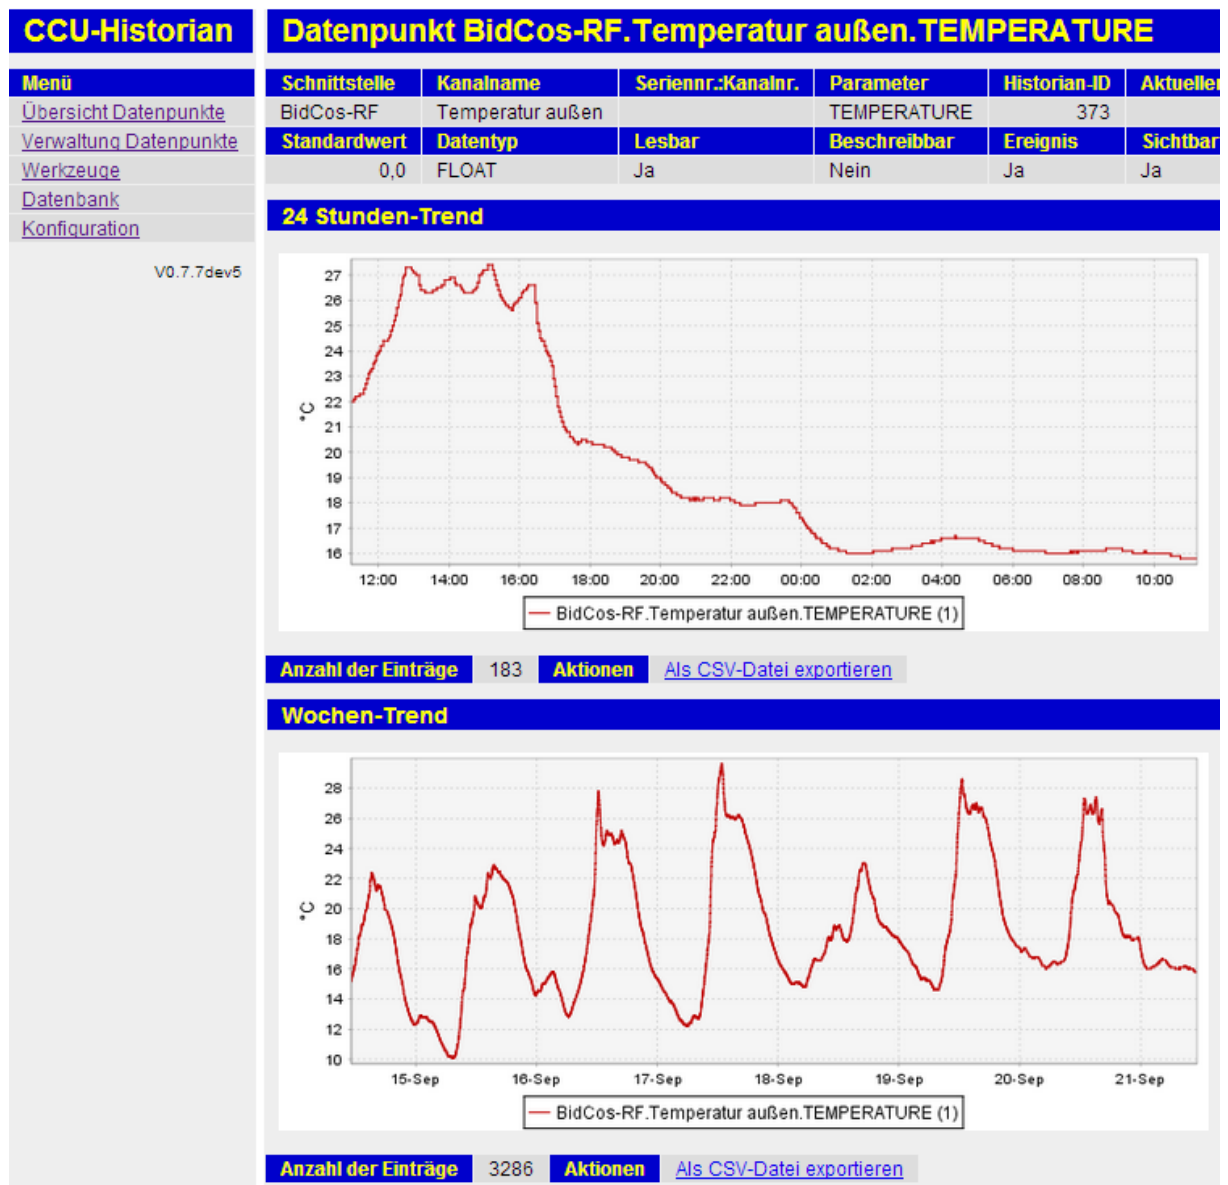 CCU-Historian
Datenpunkt BidCos-RF.Temperatur außen.TEMPERATURE
Menü
Übersicht Datenpunkte
Verwaltung Datenpunkte
Werkzeuge
Datenbank
Konfiguration
V0.7.7dev5
Schnittstelle Kanalname Seriennr.:Kanalnr. Parameter Historian-ID Aktueller
BidCos-RF Temperatur außen TEMPERATURE 373
Standardwert Datentyp Lesbar Beschreibbar Ereignis Sichtbar
0,0 FLOAT Ja Nein Ja Ja
24 Stunden-Trend
27
26
25
24
23
22
21
20
19
18
17
16
°C
12:00 14:00 16:00 18:00 20:00 22:00 00:00 02:00 04:00 06:00 08:00 10:00
BidCos-RF.Temperatur außen.TEMPERATURE (1)
Anzahl der Einträge 183 Aktionen Als CSV-Datei exportieren
Wochen-Trend
28
26
24
22
20
18
16
14
12
10
°C
15-Sep 16-Sep 17-Sep 18-Sep 19-Sep 20-Sep 21-Sep
BidCos-RF.Temperatur außen.TEMPERATURE (1)
Anzahl der Einträge 3286 Aktionen Als CSV-Datei exportieren